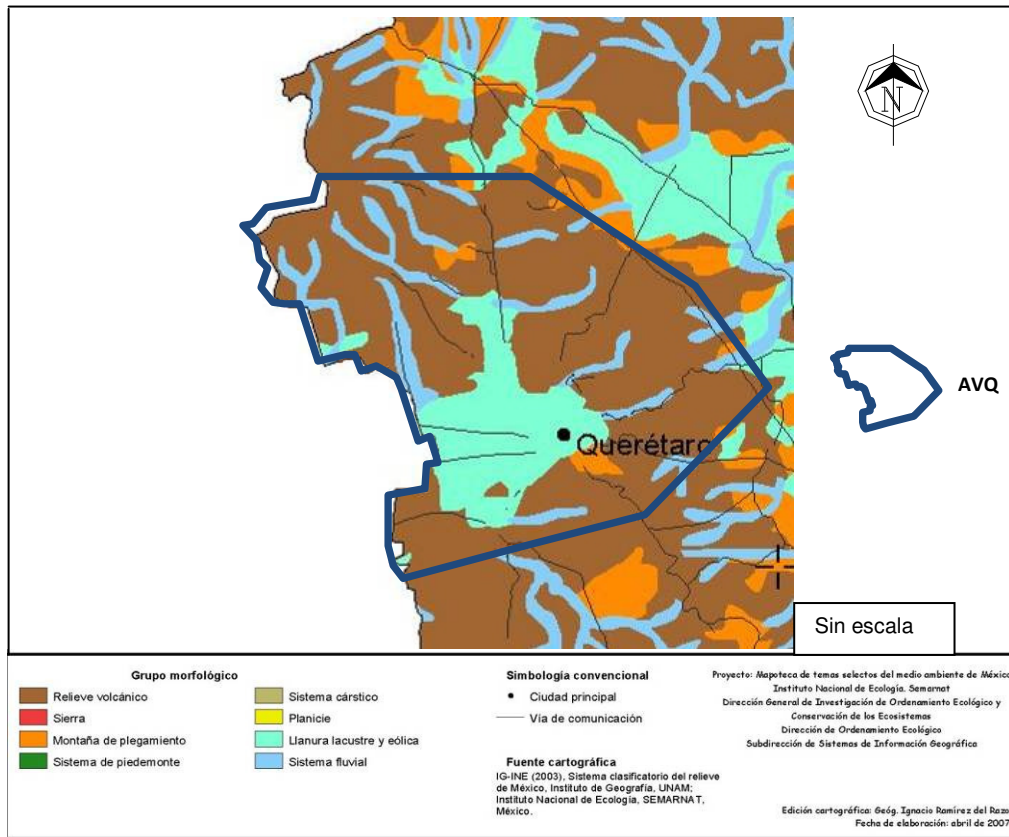 N
Querétaro
AVQ
Sin escala
Grupo morfológico
Relieve volcánico
Sierra
Montaña de plegamiento
Sistema de piedemonte
Sistema cárstico
Planicie
Llanura lacustre y eólica
Sistema fluvial
Simbología convencional
Ciudad principal
Vía de comunicación
Fuente cartográfica
IG-INE (2003), Sistema clasificatorio del relieve
de México, Instituto de Geografía, UNAM;
Instituto Nacional de Ecología, SEMARNAT,
México.
Proyecto: Mapoteca de temas selectos del medio ambiente de México
Instituto Nacional de Ecología. Semarnat
Dirección General de Investigación de Ordenamiento Ecológico y
Conservación de los Ecosistemas
Dirección de Ordenamiento Ecológico
Subdirección de Sistemas de Información Geográfica
Edición cartográfica: Geóg. Ignacio Ramírez del Razo
Fecha de elaboración: abril de 2007